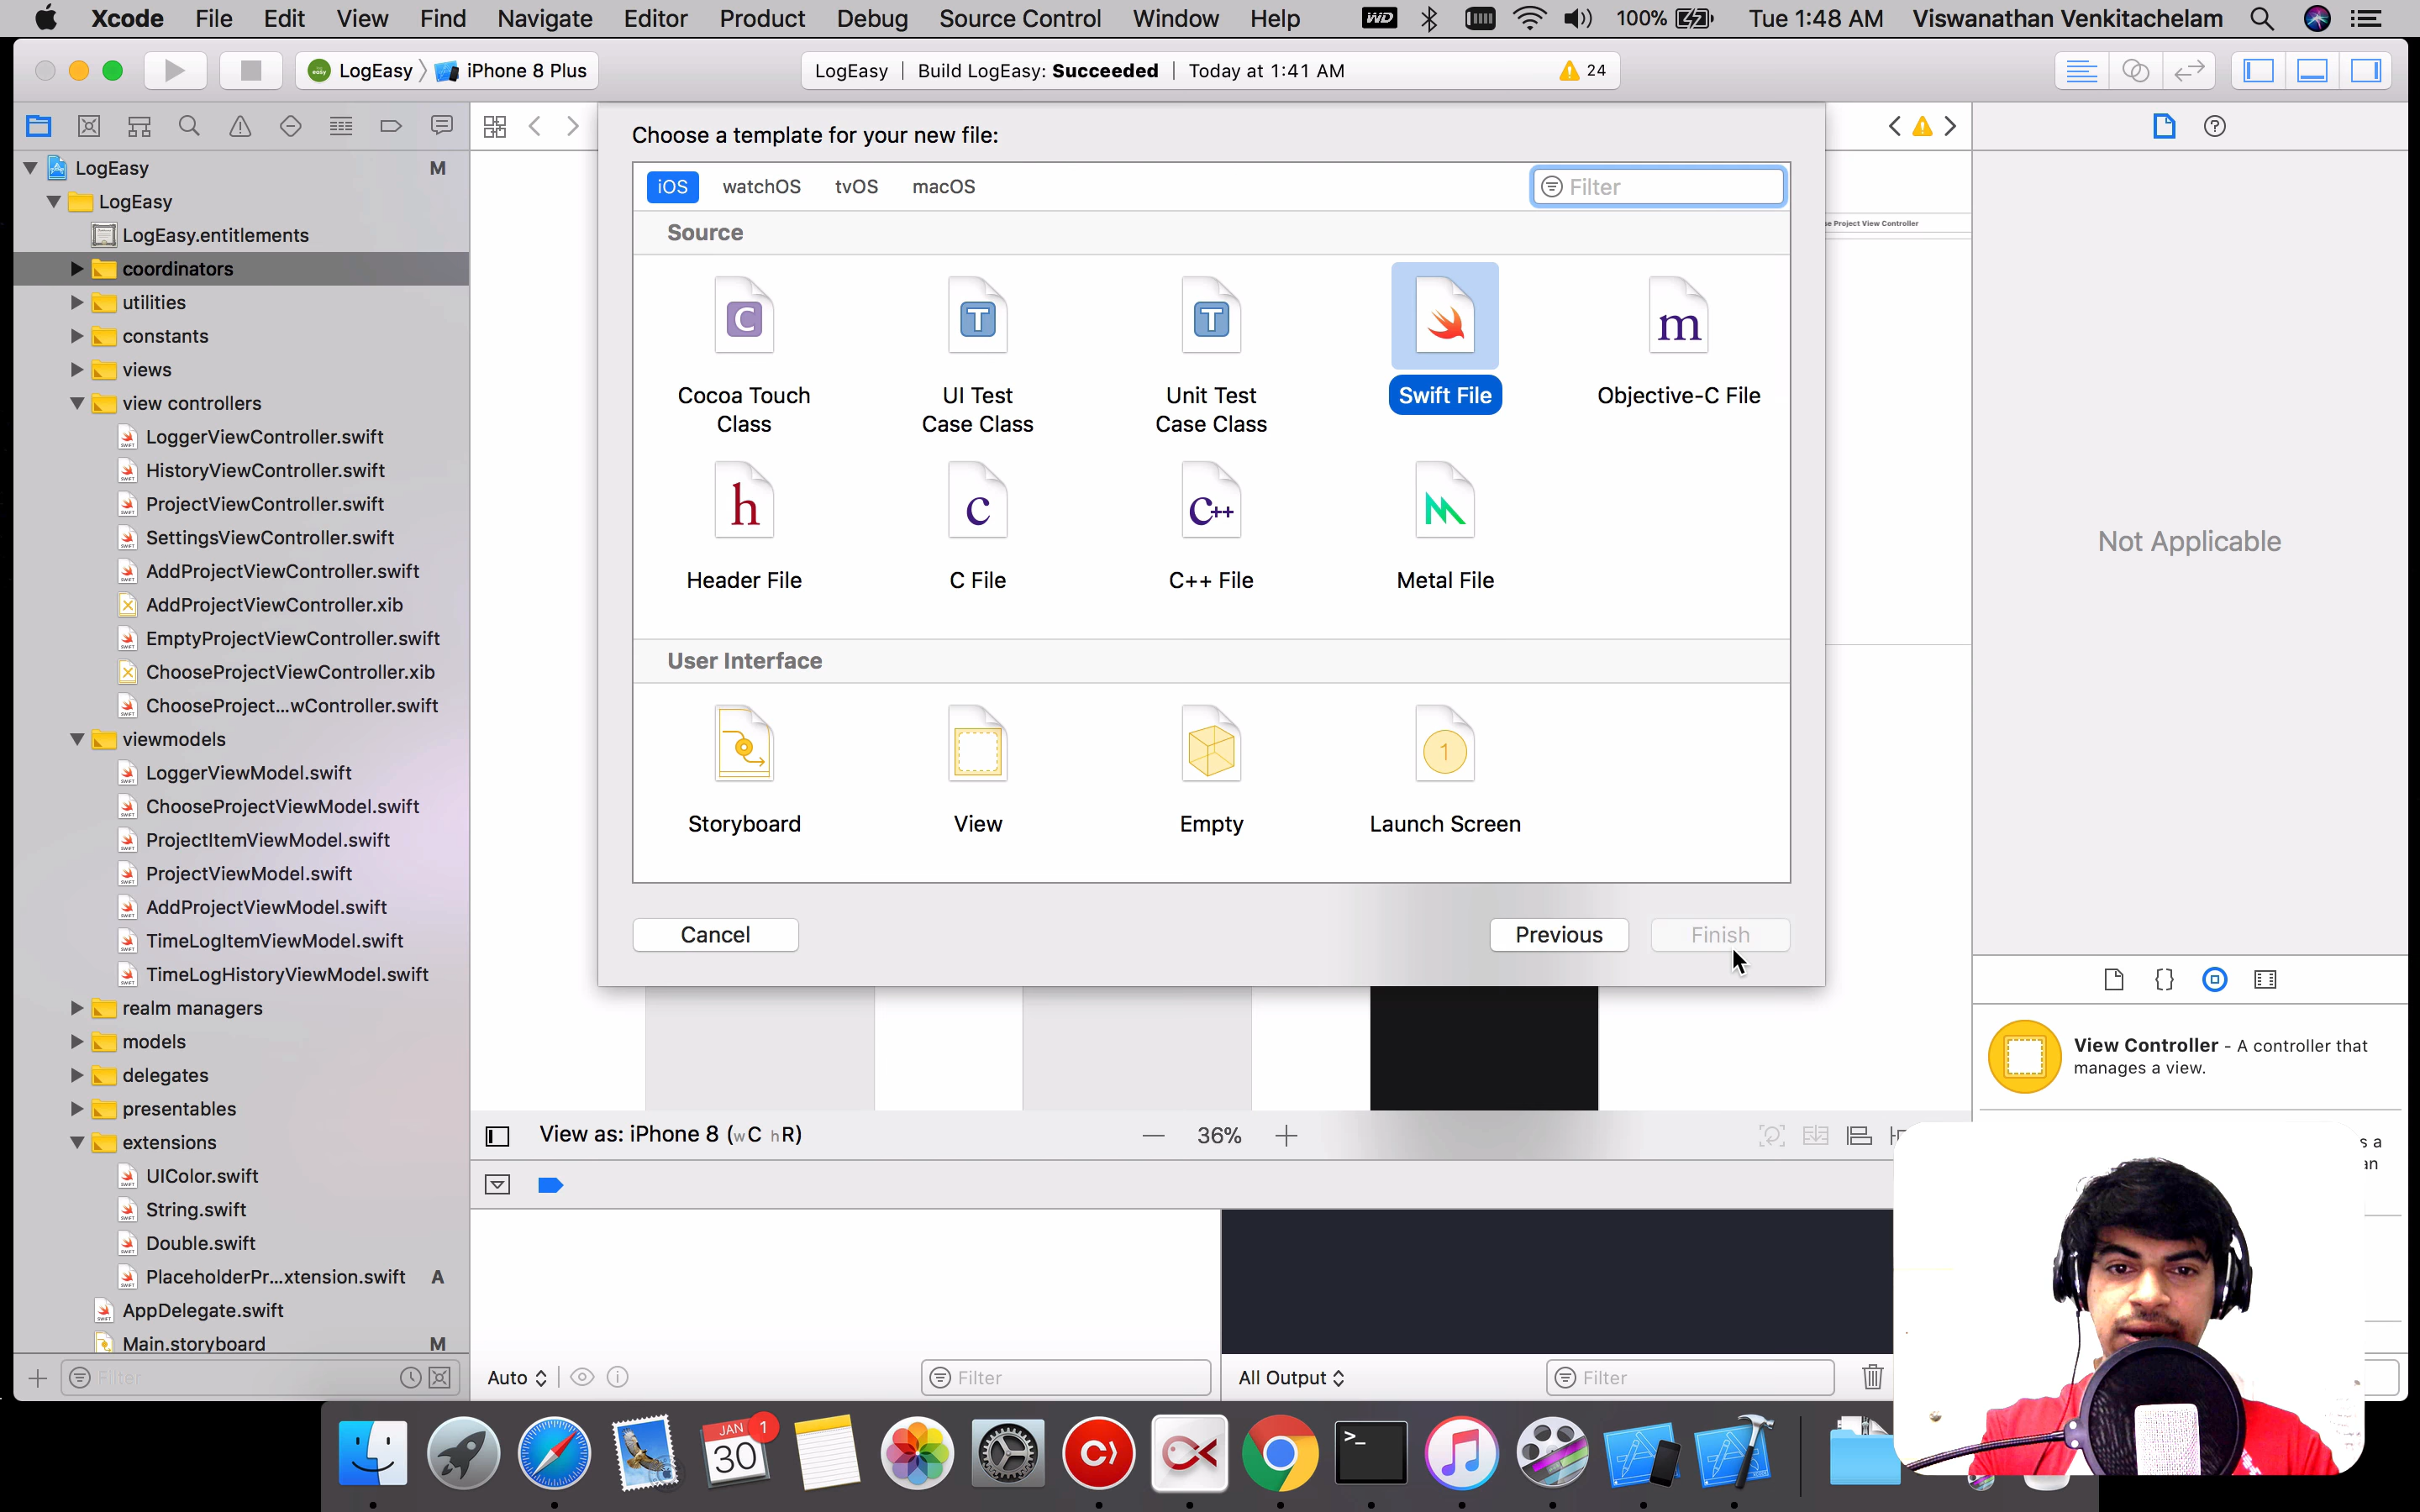 Xcode File Edit View Find Navigate Editor Product Debug Source Control Window Help WD 100% Tue 1:48 AM Viswanathan Venkitachelam
LogEasy iPhone 8 Plus LogEasy Build LogEasy: Succeeded Today at 1:41 AM 24
Choose a template for your new file:
iOS watchOS tvOS macOS Filter
Project View Controller
Source
Cocoa Touch Class
UI Test Case Class
Unit Test Case Class
Swift File
Objective-C File
Header File
C File
C++ File
Metal File
User Interface
Storyboard
View
Empty
Launch Screen
Cancel Previous Finish
LogEasy M
LogEasy
LogEasy.entitlements
coordinators
utilities
constants
views
view controllers
LoggerViewController.swift
HistoryViewController.swift
ProjectViewController.swift
SettingsViewController.swift
AddProjectViewController.swift
AddProjectViewController.xib
EmptyProjectViewController.swift
ChooseProjectViewController.xib
ChooseProject...wController.swift
viewmodels
LoggerViewModel.swift
ChooseProjectViewModel.swift
ProjectItemViewModel.swift
ProjectViewModel.swift
AddProjectViewModel.swift
TimeLogItemViewModel.swift
TimeLogHistoryViewModel.swift
realm managers
models
delegates
presentables
extensions
UIColor.swift
String.swift
Double.swift
PlaceholderPr...xtension.swift A
AppDelegate.swift
Main.storyboard M
Filter
View as: iPhone 8 (wC hR) 36%
Auto Filter
All Output Filter
Not Applicable
View Controller - A controller that
manages a view.
JAN
30
1